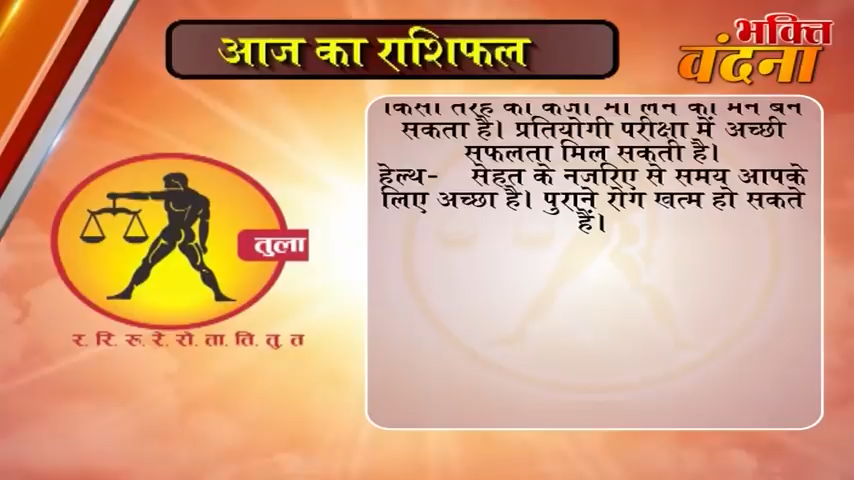 आज का राशिफल
भक्ति
वंदना
सकता है। प्रतियोगी परीक्षा में अच्छी
सफलता मिल सकती है।
हेल्थ- सेहत के नजरिए से समय आपके
लिए अच्छा है। पुराने रोग खत्म हो सकते
हैं।
तुला
र. रि. रू. रे. रो. ता. ति. तु. त